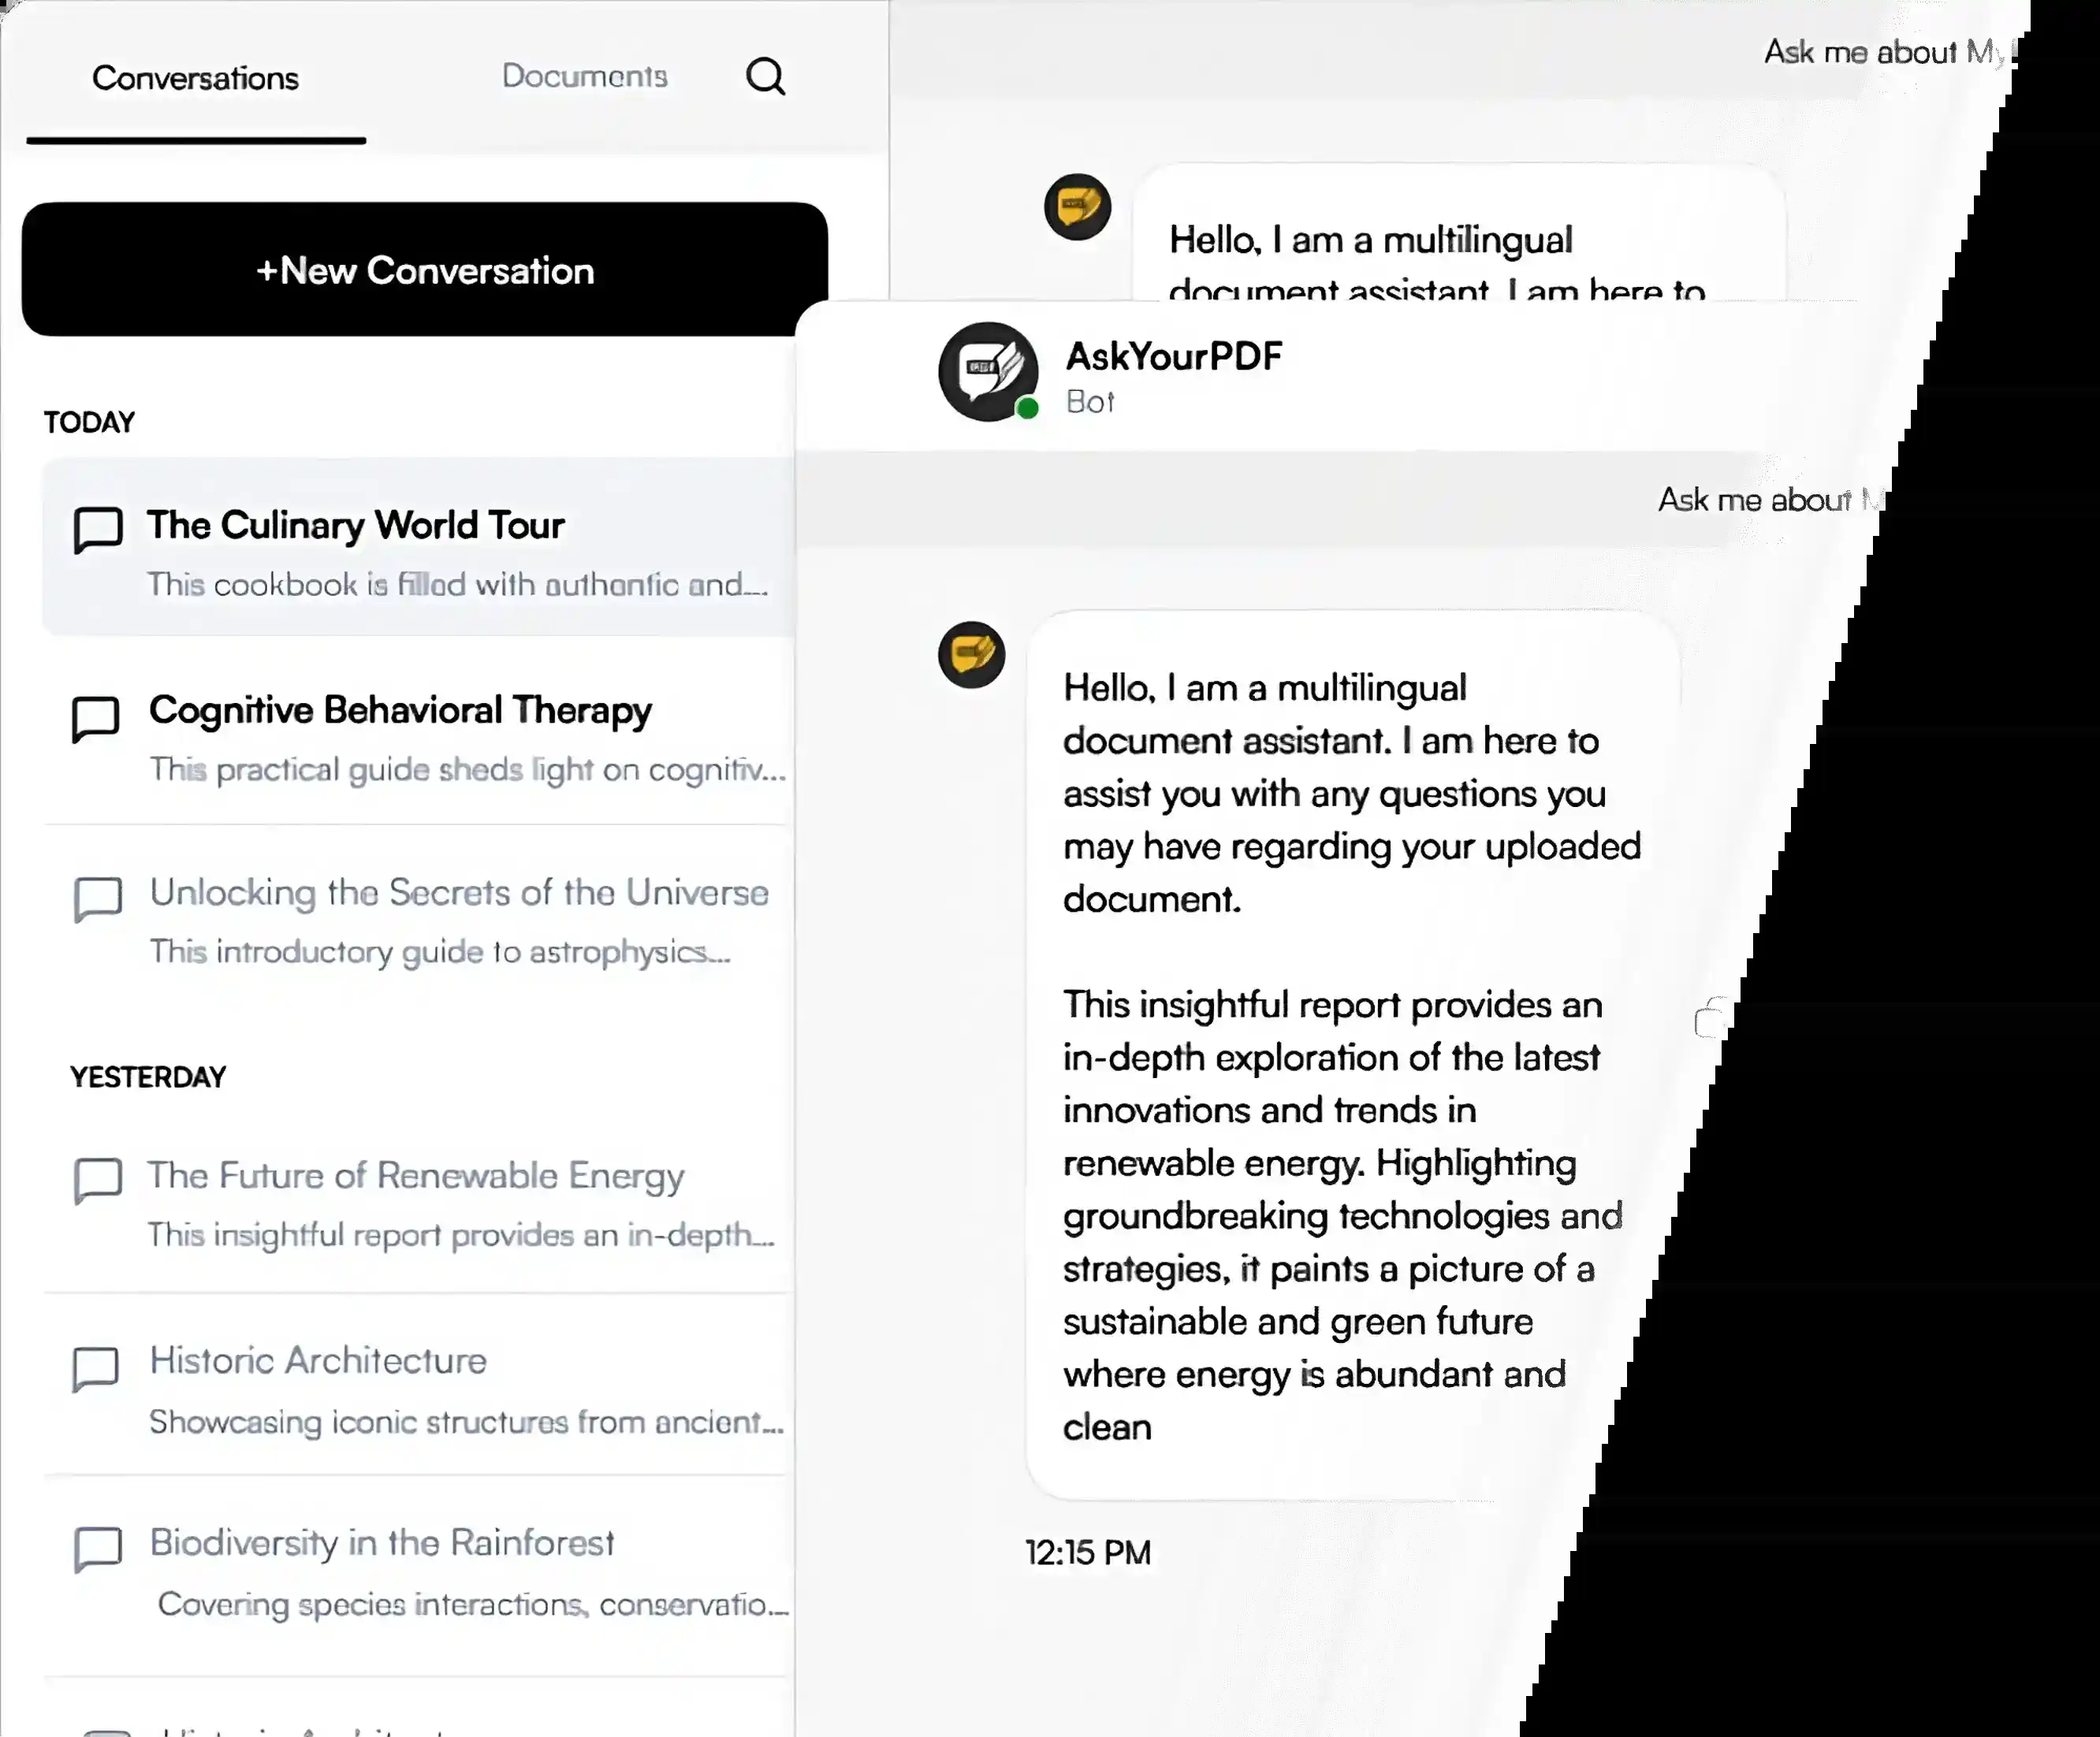 Conversations
Documents
+New Conversation
TODAY
The Culinary World Tour
This cookbook is filled with authentic and...
Cognitive Behavioral Therapy
This practical guide sheds light on cognitiv...
Unlocking the Secrets of the Universe
This introductory guide to astrophysics...
YESTERDAY
The Future of Renewable Energy
This insightful report provides an in-depth...
Historic Architecture
Showcasing iconic structures from ancient...
Biodiversity in the Rainforest
Covering species interactions, conservatio...
Ask me about My
Hello, I am a multilingual
document assistant. I am here to
AskYourPDF
Bot
Ask me about
Hello, I am a multilingual
document assistant. I am here to
assist you with any questions you
may have regarding your uploaded
document.
This insightful report provides an
in-depth exploration of the latest
innovations and trends in
renewable energy. Highlighting
groundbreaking technologies and
strategies, it paints a picture of a
sustainable and green future
where energy is abundant and
clean
12:15 PM